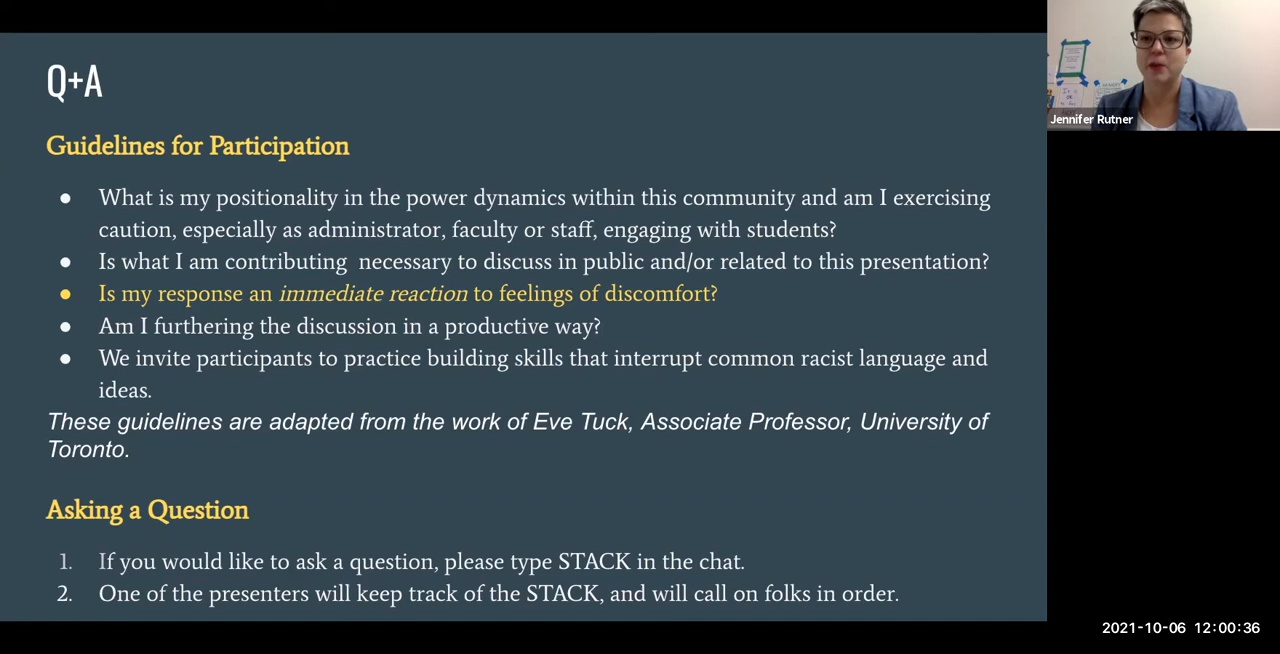 Q+A
Guidelines for Participation
● What is my positionality in the power dynamics within this community and am I exercising
caution, especially as administrator, faculty or staff, engaging with students?
● Is what I am contributing  necessary to discuss in public and/or related to this presentation?
● Is my response an immediate reaction to feelings of discomfort?
● Am I furthering the discussion in a productive way?
● We invite participants to practice building skills that interrupt common racist language and
ideas.
These guidelines are adapted from the work of Eve Tuck, Associate Professor, University of
Toronto.
Asking a Question
1. If you would like to ask a question, please type STACK in the chat.
2. One of the presenters will keep track of the STACK, and will call on folks in order.
Jennifer Rutner
2021-10-06 12:00:36